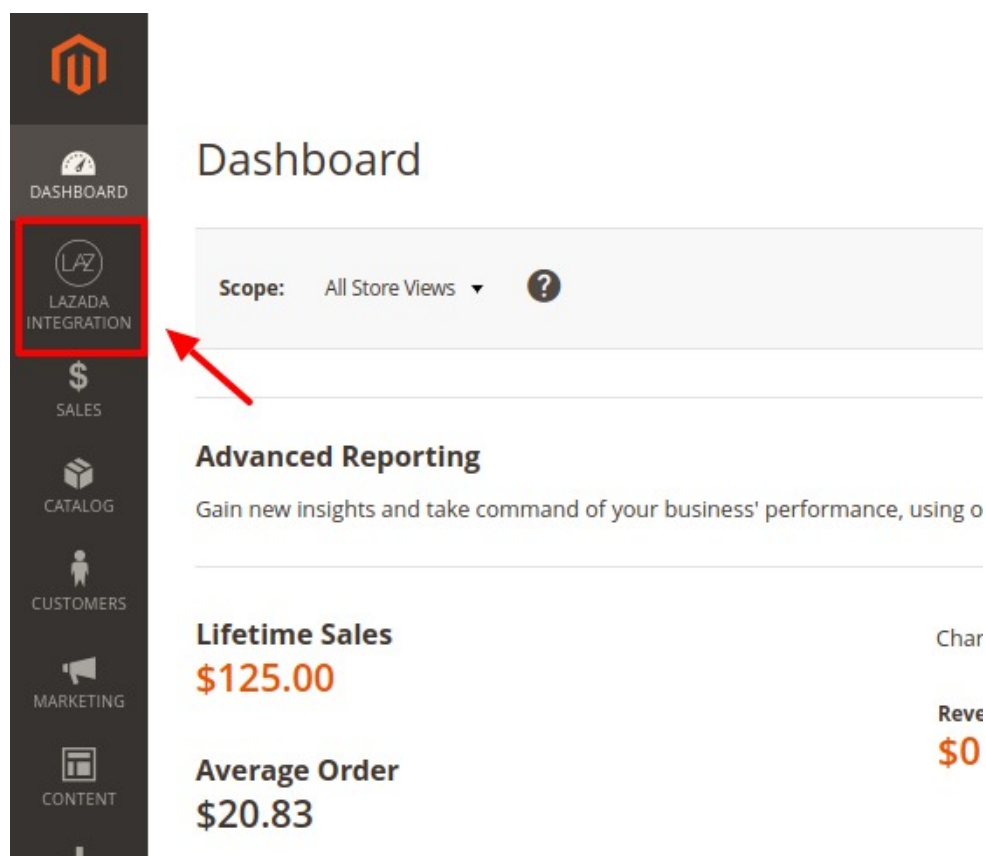 DASHBOARD
LAZ
LAZADA
INTEGRATION
$
SALES
CATALOG
CUSTOMERS
MARKETING
CONTENT
Dashboard
Scope: All Store Views ?
Advanced Reporting
Gain new insights and take command of your business' performance, using o
Lifetime Sales
$125.00
Average Order
$20.83
Char
Reve
$0